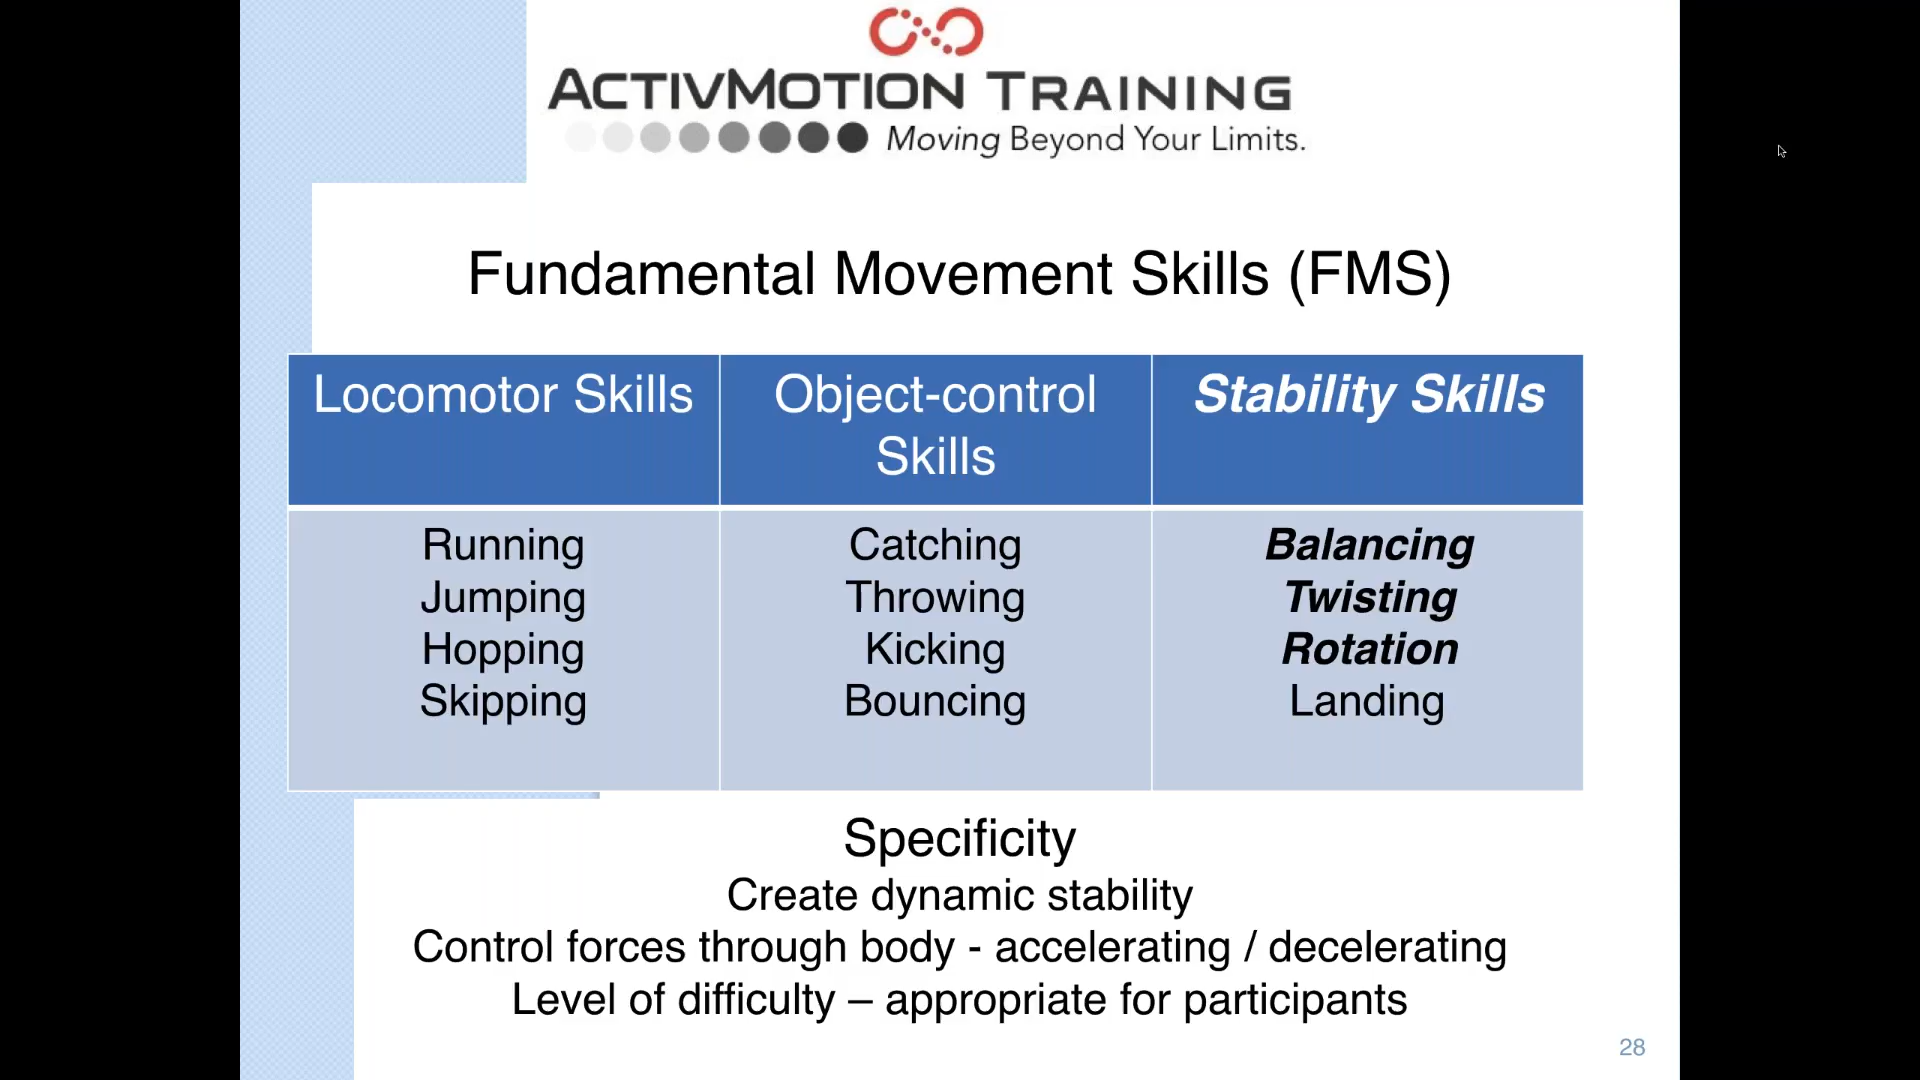 ACTIVMOTION TRAINING
Moving Beyond Your Limits.
Fundamental Movement Skills (FMS)
Locomotor Skills
Object-control
Skills
Stability Skills
Running
Jumping
Hopping
Skipping
Catching
Throwing
Kicking
Bouncing
Balancing
Twisting
Rotation
Landing
Specificity
Create dynamic stability
Control forces through body - accelerating / decelerating
Level of difficulty – appropriate for participants
28